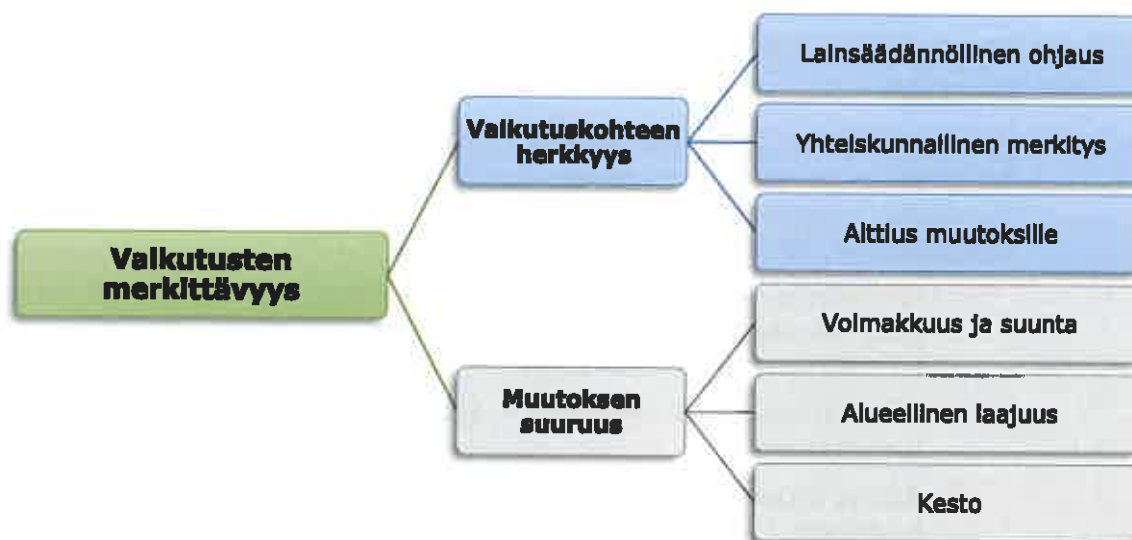 Lainsäädännöllinen ohjaus
Vaikutuskohteen
herkkyys
Yhteiskunnallinen merkitys
Alttius muutoksille
Vaikutusten
merkittävyys
Voimakkuus ja suunta
Muutoksen
suuruus
Alueellinen laajuus
Kesto